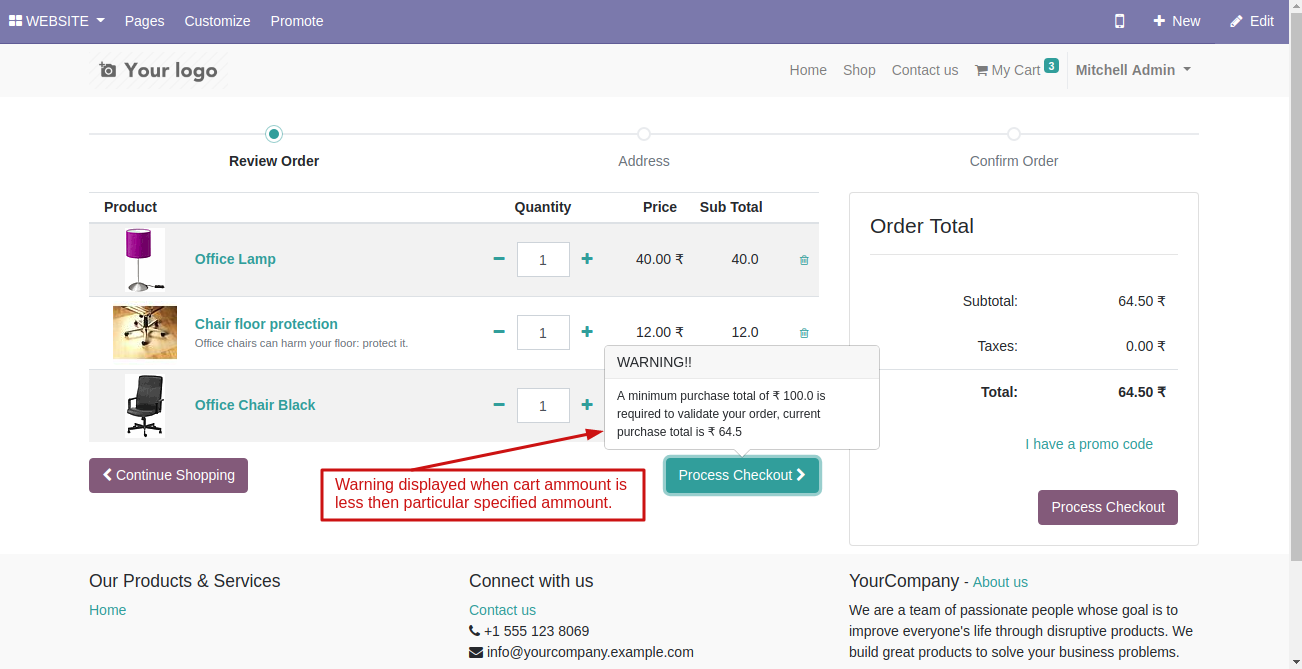 WEBSITE Pages Customize Promote New Edit
Your logo Home Shop Contact us My Cart 3 Mitchell Admin
Review Order Address Confirm Order
Product Quantity Price Sub Total
Office Lamp 1 40.00 ₹ 40.0
Chair floor protection
Office chairs can harm your floor: protect it.
1 12.00 ₹ 12.0
Office Chair Black 1
WARNING!!
A minimum purchase total of ₹ 100.0 is
required to validate your order, current
purchase total is ₹ 64.5
Continue Shopping
Process Checkout
Warning displayed when cart ammount is
less then particular specified ammount.
Order Total
Subtotal: 64.50 ₹
Taxes: 0.00 ₹
Total: 64.50 ₹
I have a promo code
Process Checkout
Our Products & Services
Home
Connect with us
Contact us
+1 555 123 8069
info@yourcompany.example.com
YourCompany - About us
We are a team of passionate people whose goal is to
improve everyone's life through disruptive products. We
build great products to solve your business problems.